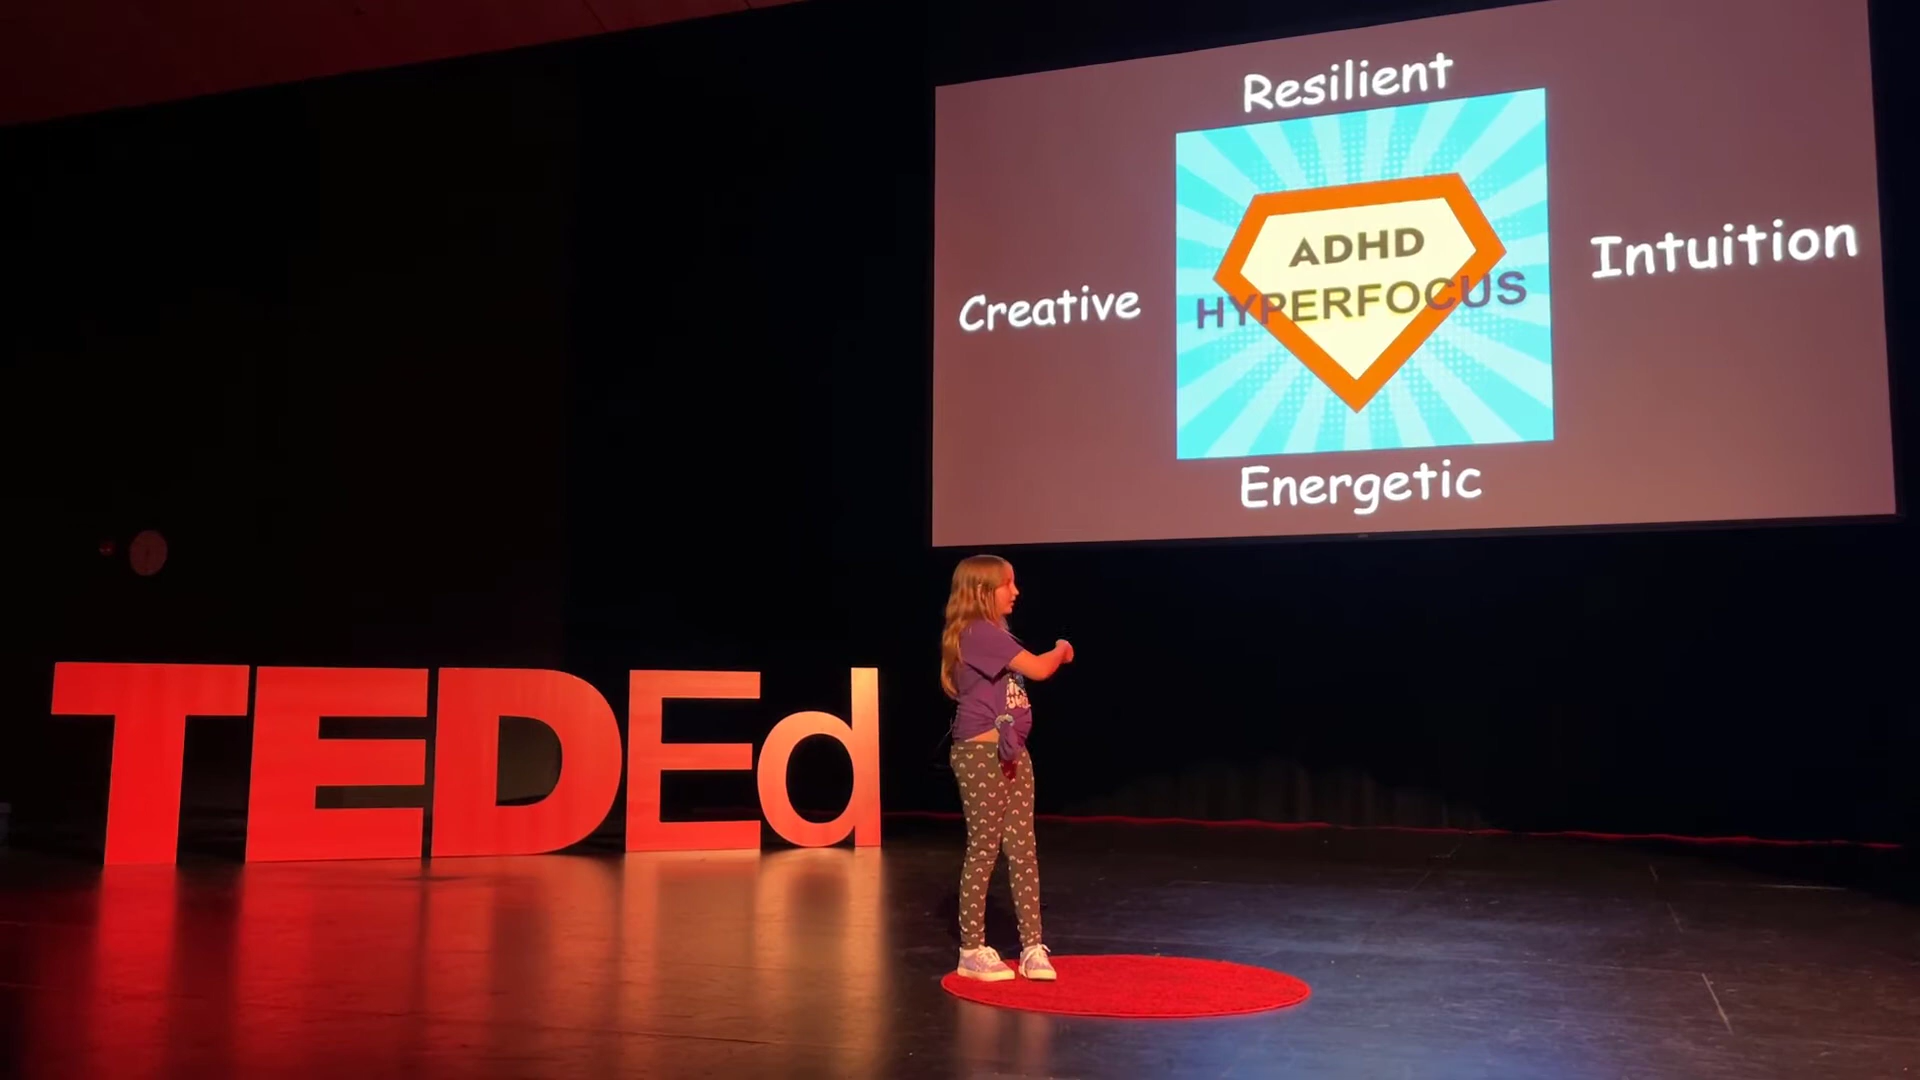 Resilient
ADHD
HYPERFOCUS
Creative
Intuition
Energetic
TEDEd